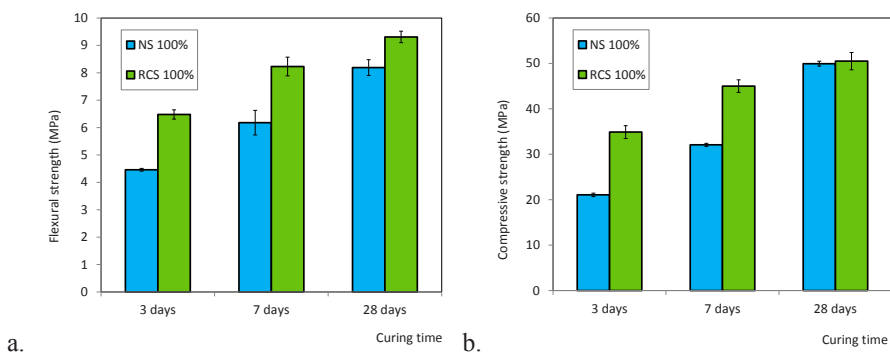 10
9
8
7
6
5
4
3
2
1
0
Flexural strength (MPa)
NS 100%
RCS 100%
3 days
7 days
28 days
Curing time
a.
60
50
40
30
20
10
0
Compressive strength (MPa)
NS 100%
RCS 100%
3 days
7 days
28 days
Curing time
b.